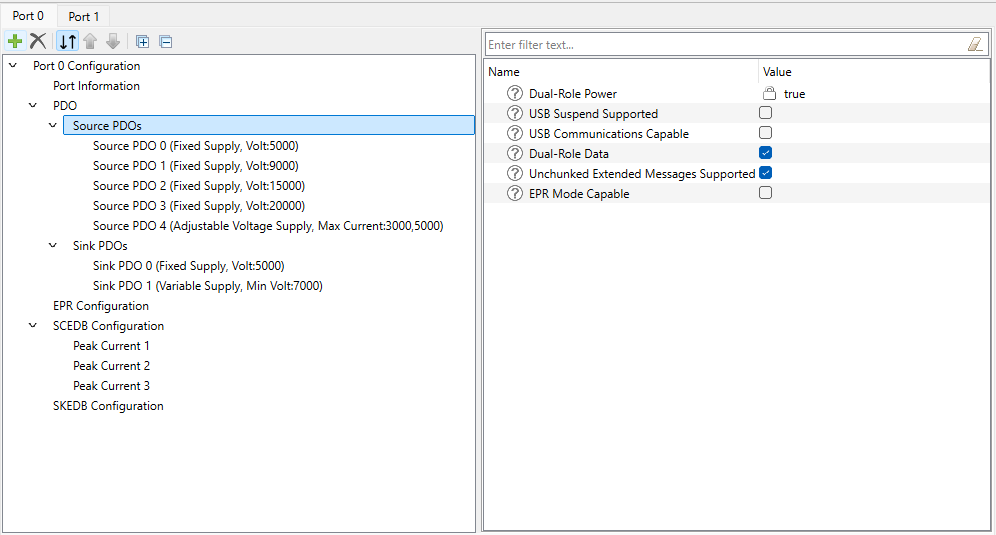 Port 0
Port 1
Port 0 Configuration
Port Information
PDO
Source PDOs
Source PDO 0 (Fixed Supply, Volt:5000)
Source PDO 1 (Fixed Supply, Volt:9000)
Source PDO 2 (Fixed Supply, Volt:15000)
Source PDO 3 (Fixed Supply, Volt:20000)
Source PDO 4 (Adjustable Voltage Supply, Max Current:3000,5000)
Sink PDOs
Sink PDO 0 (Fixed Supply, Volt:5000)
Sink PDO 1 (Variable Supply, Min Volt:7000)
EPR Configuration
SCEDB Configuration
Peak Current 1
Peak Current 2
Peak Current 3
SKEDB Configuration
Enter filter text...
Name Value
Dual-Role Power true
USB Suspend Supported
USB Communications Capable
Dual-Role Data
Unchunked Extended Messages Supported
EPR Mode Capable